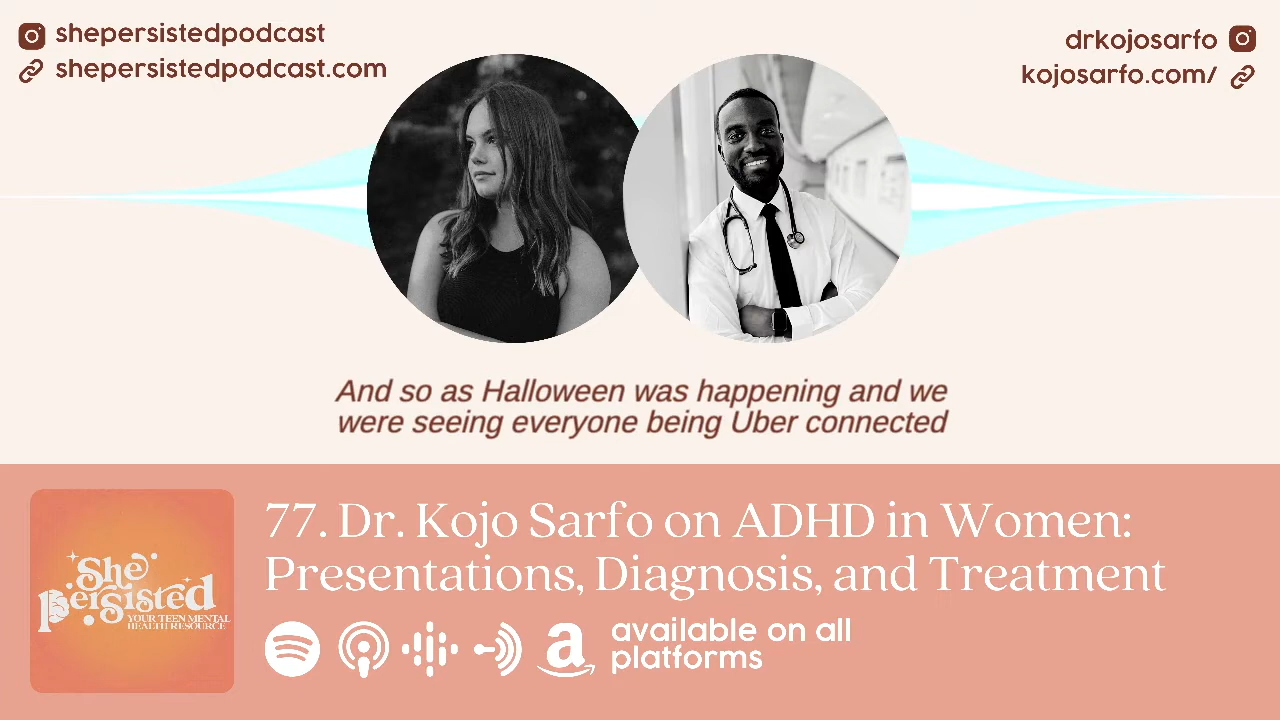 shepersistedpodcast
shepersistedpodcast.com
drkojosarfo
kojosarfo.com/
And so as Halloween was happening and we
were seeing everyone being Uber connected
She
persisted
YOUR TEEN MENTAL
HEALTH RESOURCE
77. Dr. Kojo Sarfo on ADHD in Women:
Presentations, Diagnosis, and Treatment
a
available on all
platforms